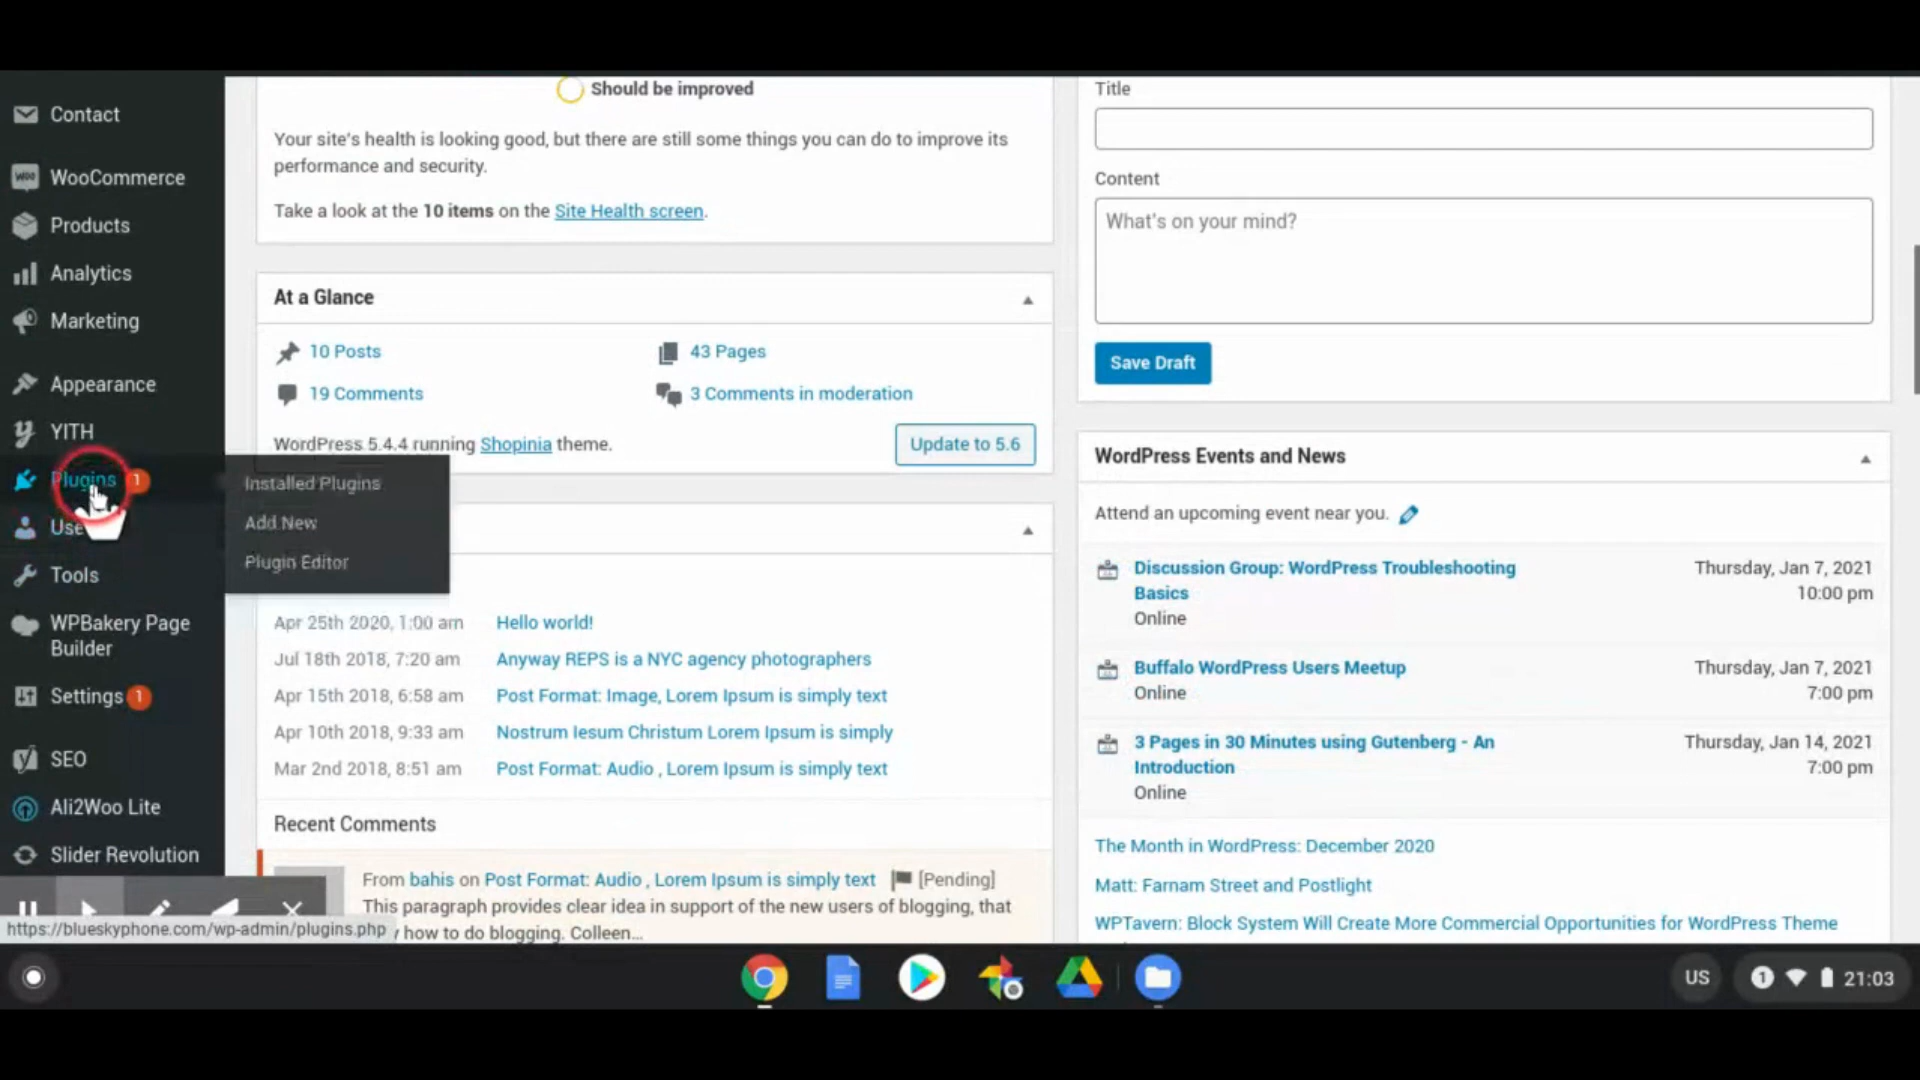 Contact
WooCommerce
Products
Analytics
Marketing
Appearance
YITH
Plugins 1
Use
Tools
WPBakery Page
Builder
Settings 1
SEO
Ali2Woo Lite
Slider Revolution
Installed Plugins
Add New
Plugin Editor
Should be improved
Your site's health is looking good, but there are still some things you can do to improve its
performance and security.
Take a look at the 10 items on the Site Health screen.
At a Glance
10 Posts
43 Pages
19 Comments
3 Comments in moderation
WordPress 5.4.4 running Shopinia theme.
Update to 5.6
Apr 25th 2020, 1:00 am Hello world!
Jul 18th 2018, 7:20 am Anyway REPS is a NYC agency photographers
Apr 15th 2018, 6:58 am Post Format: Image, Lorem Ipsum is simply text
Apr 10th 2018, 9:33 am Nostrum Iesum Christum Lorem Ipsum is simply
Mar 2nd 2018, 8:51 am Post Format: Audio , Lorem Ipsum is simply text
Recent Comments
From bahis on Post Format: Audio , Lorem Ipsum is simply text [Pending]
This paragraph provides clear idea in support of the new users of blogging, that
how to do blogging. Colleen...
Title
Content
What's on your mind?
Save Draft
WordPress Events and News
Attend an upcoming event near you.
Discussion Group: WordPress Troubleshooting
Basics
Online
Thursday, Jan 7, 2021
10:00 pm
Buffalo WordPress Users Meetup
Online
Thursday, Jan 7, 2021
7:00 pm
3 Pages in 30 Minutes using Gutenberg - An
Introduction
Online
Thursday, Jan 14, 2021
7:00 pm
The Month in WordPress: December 2020
Matt: Farnam Street and Postlight
WPTavern: Block System Will Create More Commercial Opportunities for WordPress Theme
https://blueskyphone.com/wp-admin/plugins.php
US
1
21:03